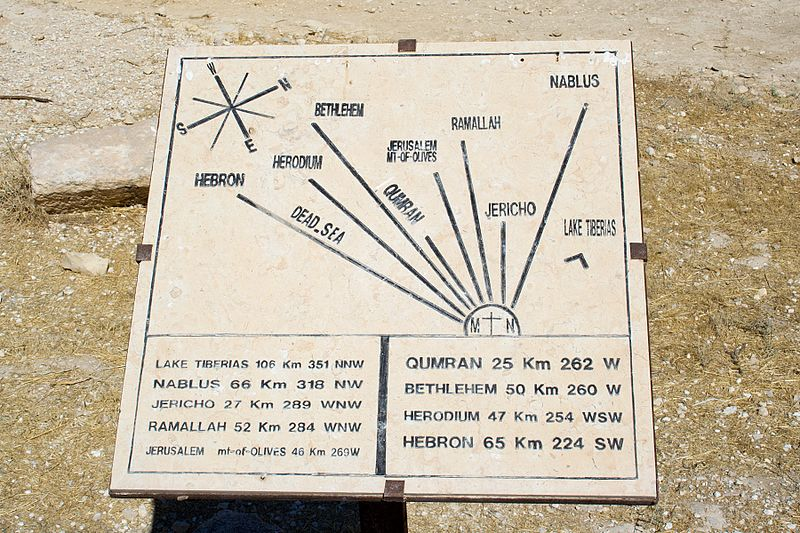 W
N
S
E
NABLUS
BETHLEHEM
RAMALLAH
JERUSALEM
MT-OF-OLIVES
HERODIUM
HEBRON
QUMRAN
JERICHO
DEAD_SEA
LAKE TIBERIAS
M N
LAKE TIBERIAS 106 Km 351 NNW
NABLUS 66 Km 318 NW
JERICHO 27 Km 289 WNW
RAMALLAH 52 Km 284 WNW
JERUSALEM mt-of-OLIVES 46 Km 269W
QUMRAN 25 Km 262 W
BETHLEHEM 50 Km 260 W
HERODIUM 47 Km 254 WSW
HEBRON 65 Km 224 SW